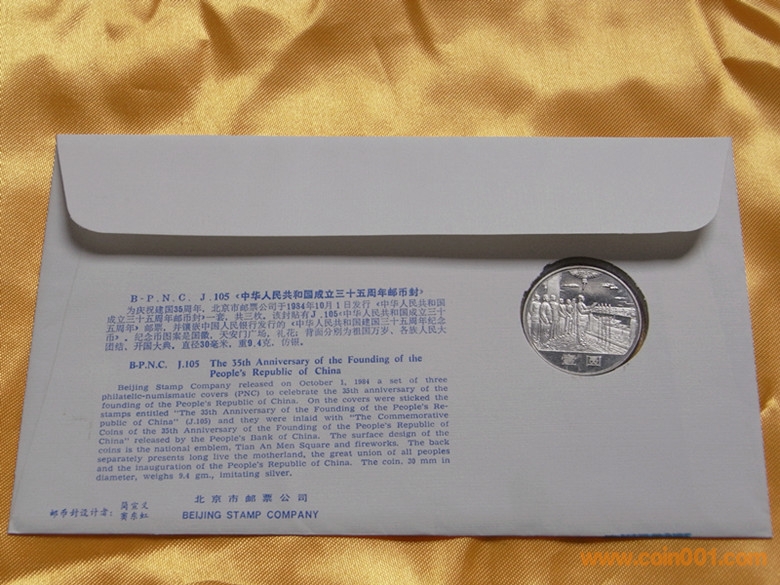 B-P.N.C. J.105《中华人民共和国成立三十五周年邮币封》
为庆祝建国35周年,北京市邮票公司于1984年10月1日发行《中华人民共和国
成立三十五周年邮币封》一套,共三枚。该封贴有J.105《中华人民共和国成立三十五
周年》邮票,并镶嵌中国人民银行发行的《中华人民共和国建国三十五周年纪念
币》。纪念币图案是国徽、天安门广场、礼花;背面分别为祖国万岁、各族人民大
团结、开国大典。直径30毫米,重9.4克,仿银。
B-P.N.C. J.105 The 35th Anniversary of the Founding of the
People's Republic of China
Beijing Stamp Company released on October 1, 1984 a set of three
philatelic-numismatic covers (PNC) to celebrate the 35th anniversary of the
founding of the People's Republic of China. On the covers were sticked the
stamps entitled "The 35th Anniversary of the Founding of the People's Re-
public of China" (J.105) and they were inlaid with "The Commemorative
Coins of the 35th Anniversary of the Founding of the People's Republic of
China" released by the People's Bank of China. The surface design of the
coins is the national emblem, Tian An Men Square and fireworks. The back
sides are respectively long live the motherland, the great union of all peoples
and the inauguration of the People's Republic of China. The coin, 30 mm in
diameter, weighs 9.4 gm., imitating silver.
壹圆
北京市邮票公司
BEIJING STAMP COMPANY
邮币封设计者:
www.coin001.com